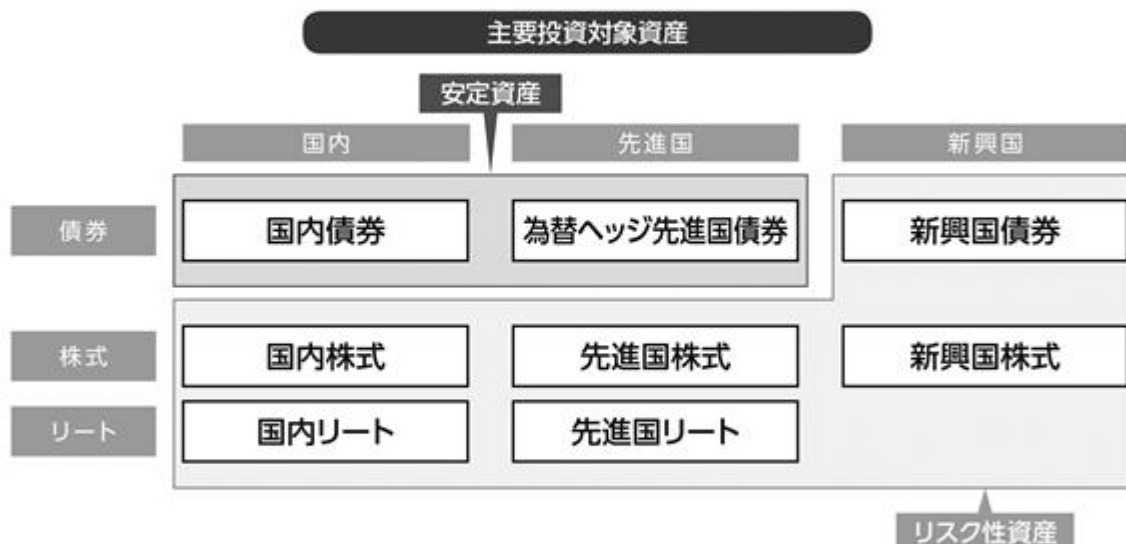 主要投資対象資産
安定資産
国内
先進国
新興国
債券
国内債券
為替ヘッジ先進国債券
新興国債券
株式
国内株式
先進国株式
新興国株式
リート
国内リート
先進国リート
リスク性資産